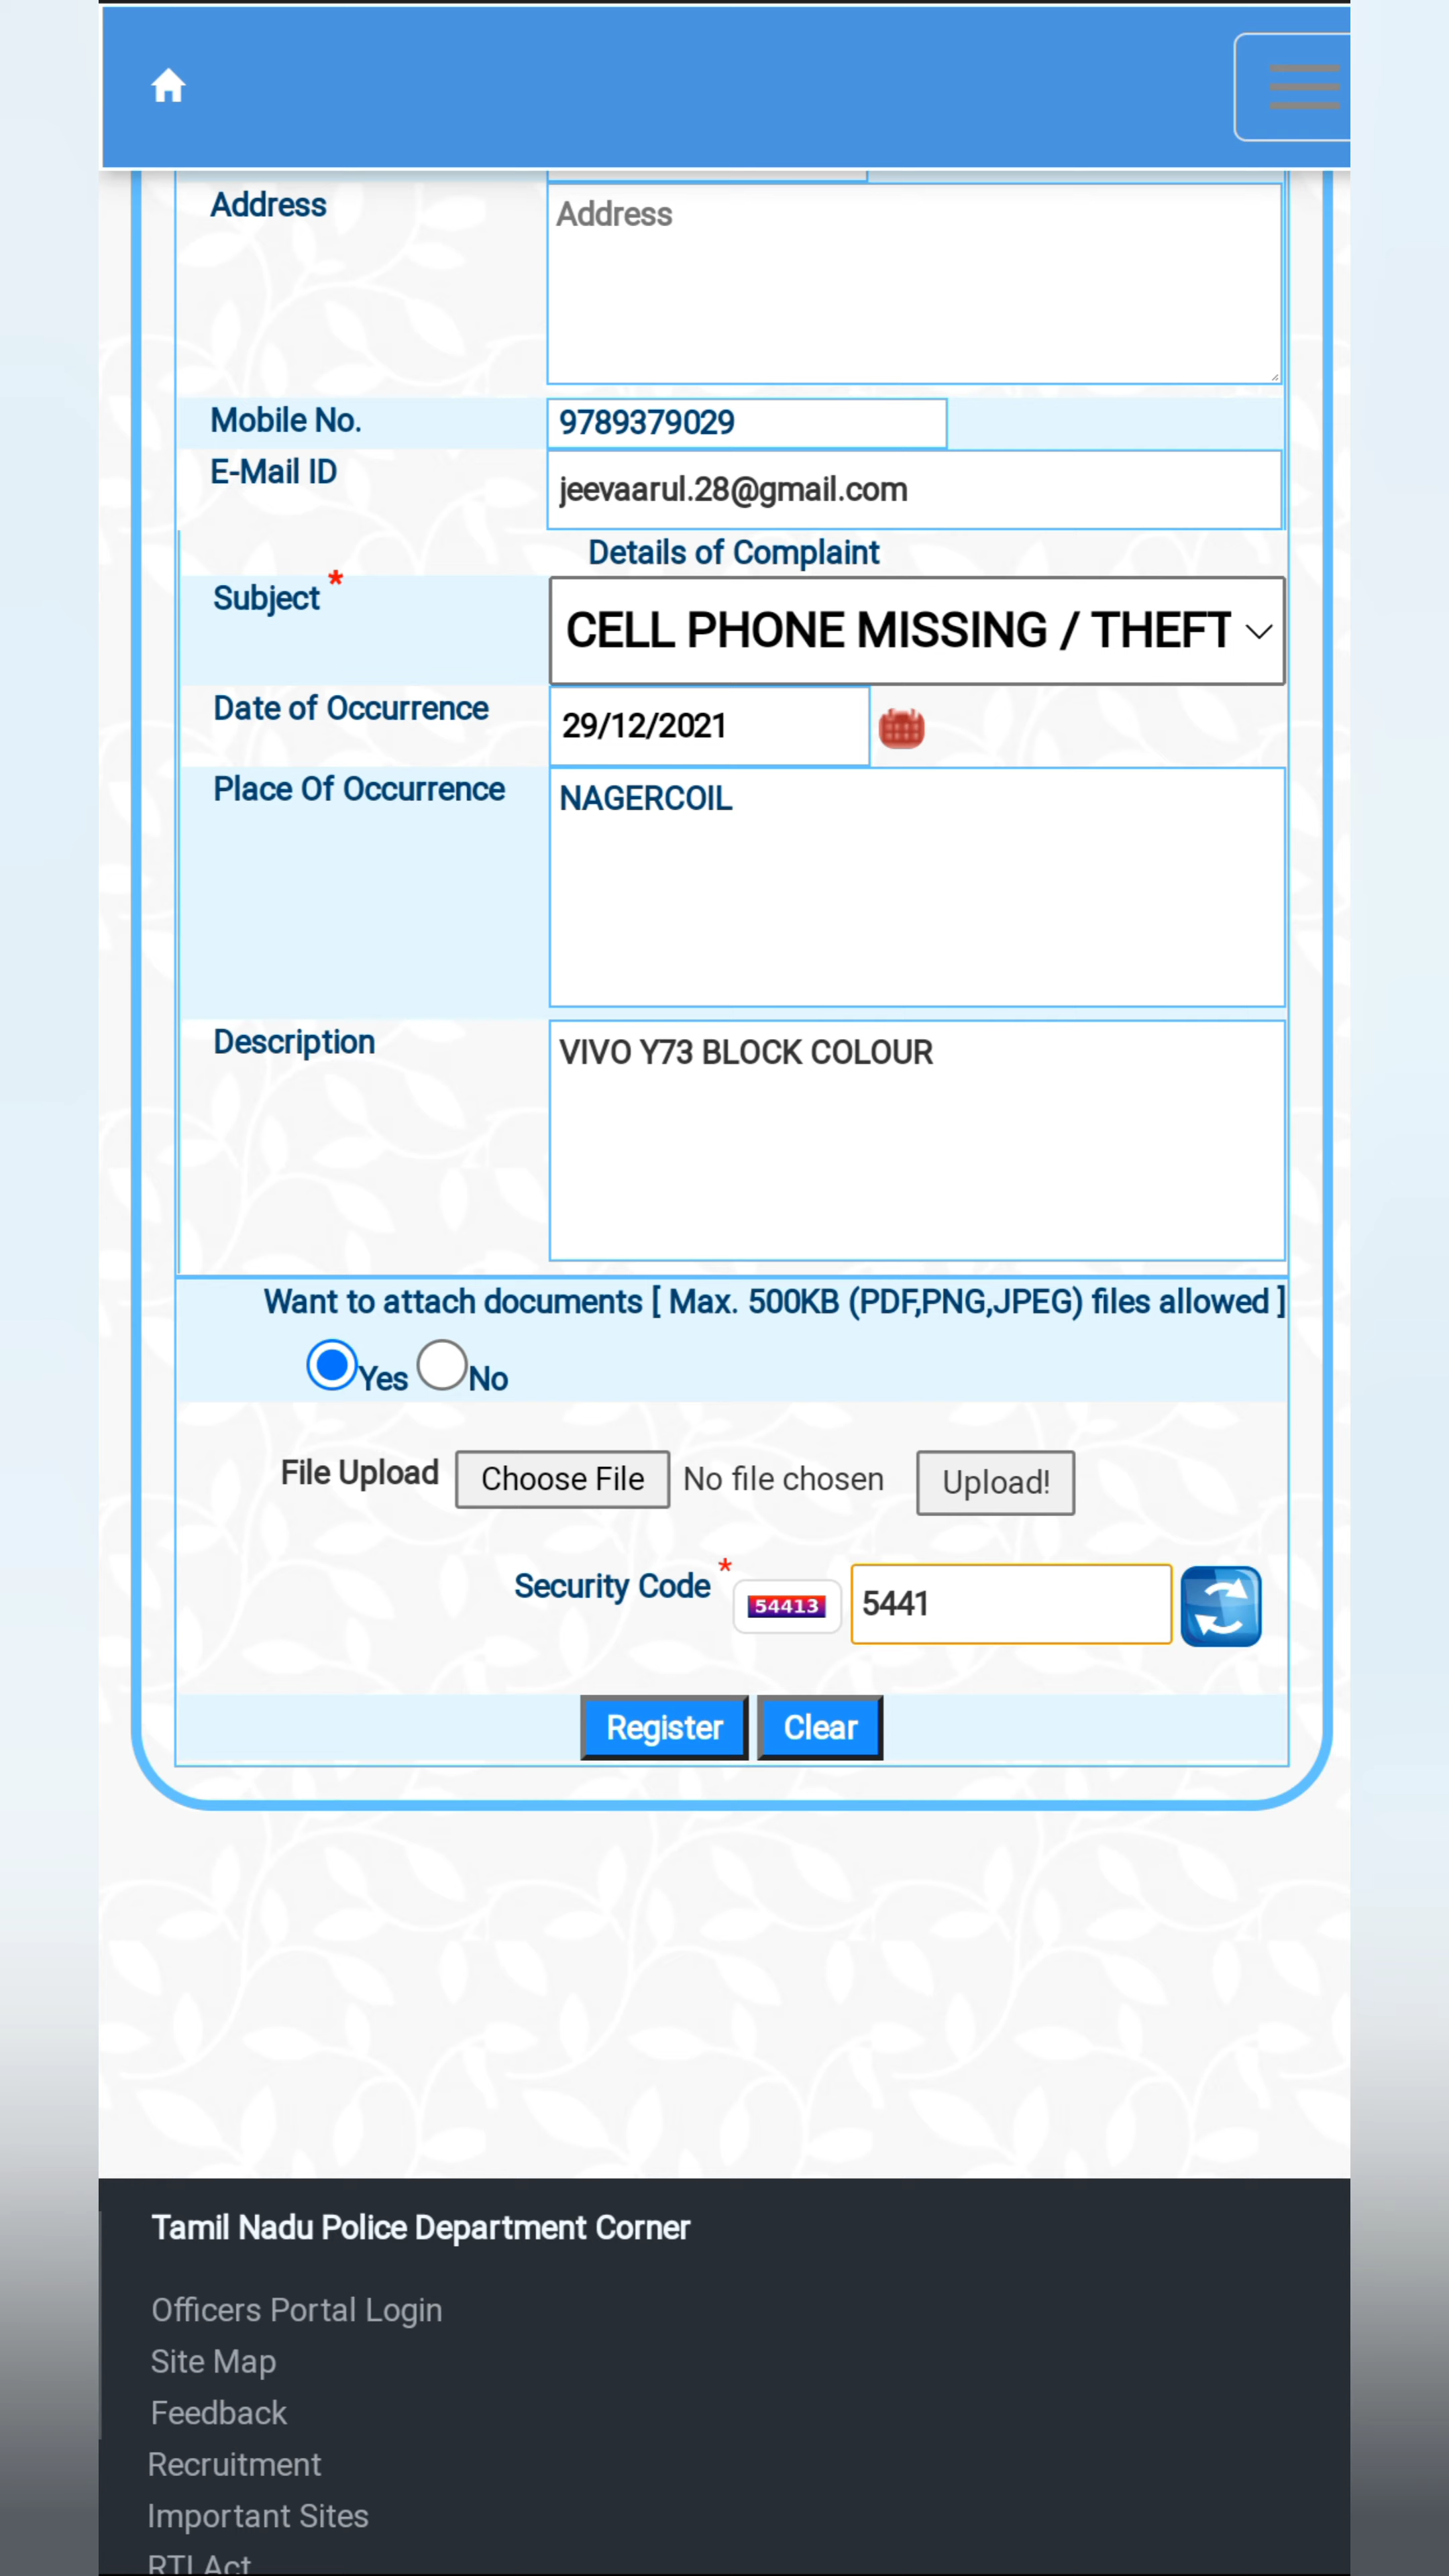 Address
Address
Mobile No. 9789379029
E-Mail ID
jeevaarul.28@gmail.com
Details of Complaint
Subject *
CELL PHONE MISSING / THEFT
Date of Occurrence
29/12/2021
Place Of Occurrence
NAGERCOIL
Description
VIVO Y73 BLOCK COLOUR
Want to attach documents [ Max. 500KB (PDF,PNG,JPEG) files allowed ]
Yes No
File Upload Choose File No file chosen Upload!
Security Code * 54413 5441
Register Clear
Tamil Nadu Police Department Corner
Officers Portal Login
Site Map
Feedback
Recruitment
Important Sites
RTI Act